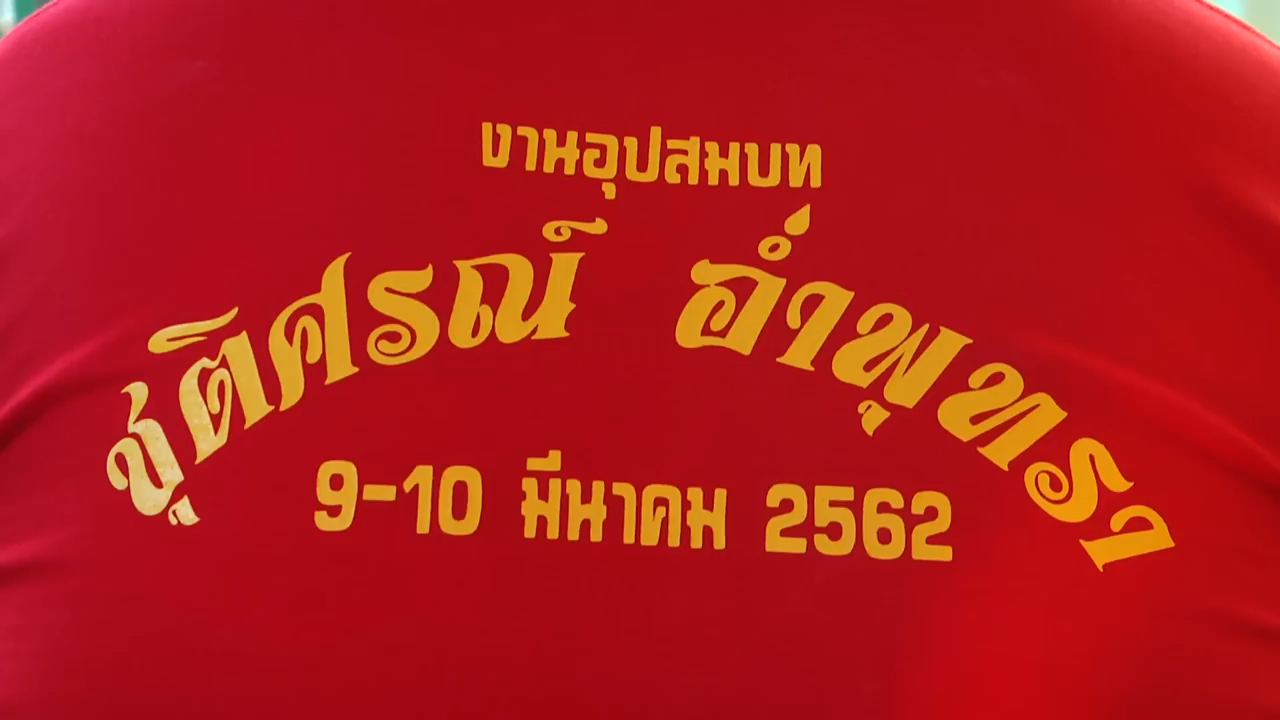 งานอุปสมบท
ชุติศรณ์ อ่ำพุทรา
9-10 มีนาคม 2562